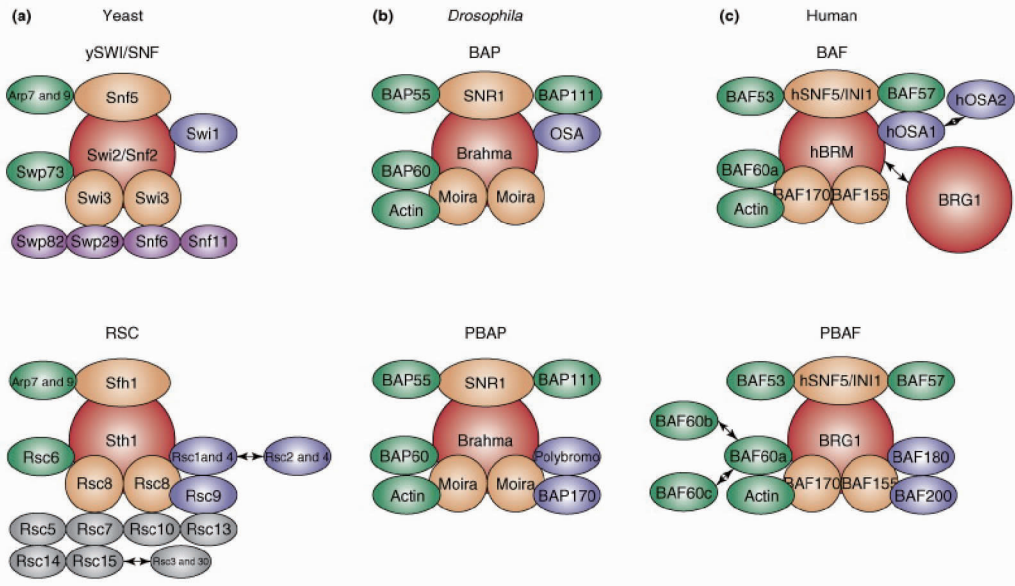 (a) Yeast
ySWI/SNF
Arp7 and 9
Snf5
Swi1
Swi2/Snf2
Swp73
Swi3
Swi3
Swp82
Swp29
Snf6
Snf11
RSC
Arp7 and 9
Sfh1
Sth1
Rsc6
Rsc1and 4
Rsc2 and 4
Rsc8
Rsc8
Rsc9
Rsc5
Rsc7
Rsc10
Rsc13
Rsc14
Rsc15
Rsc3 and 30
(b) Drosophila
BAP
BAP55
SNR1
BAP111
OSA
Brahma
BAP60
Actin
Moira
Moira
PBAP
BAP55
SNR1
BAP111
Brahma
BAP60
Polybromo
Actin
Moira
Moira
BAP170
(c) Human
BAF
BAF53
hSNF5/INI1
BAF57
hOSA2
hOSA1
hBRM
BAF60a
Actin
BAF170
BAF155
BRG1
PBAF
BAF53
hSNF5/INI1
BAF57
BAF60b
BRG1
BAF60a
BAF180
BAF60c
Actin
BAF170
BAF155
BAF200